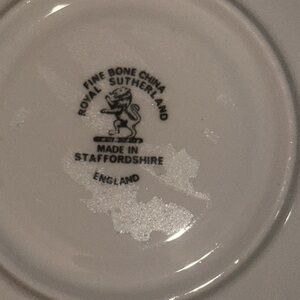 FINE BONE CHINA
ROYAL SUTHERLAND
MADE IN
STAFFORDSHIRE
ENGLAND